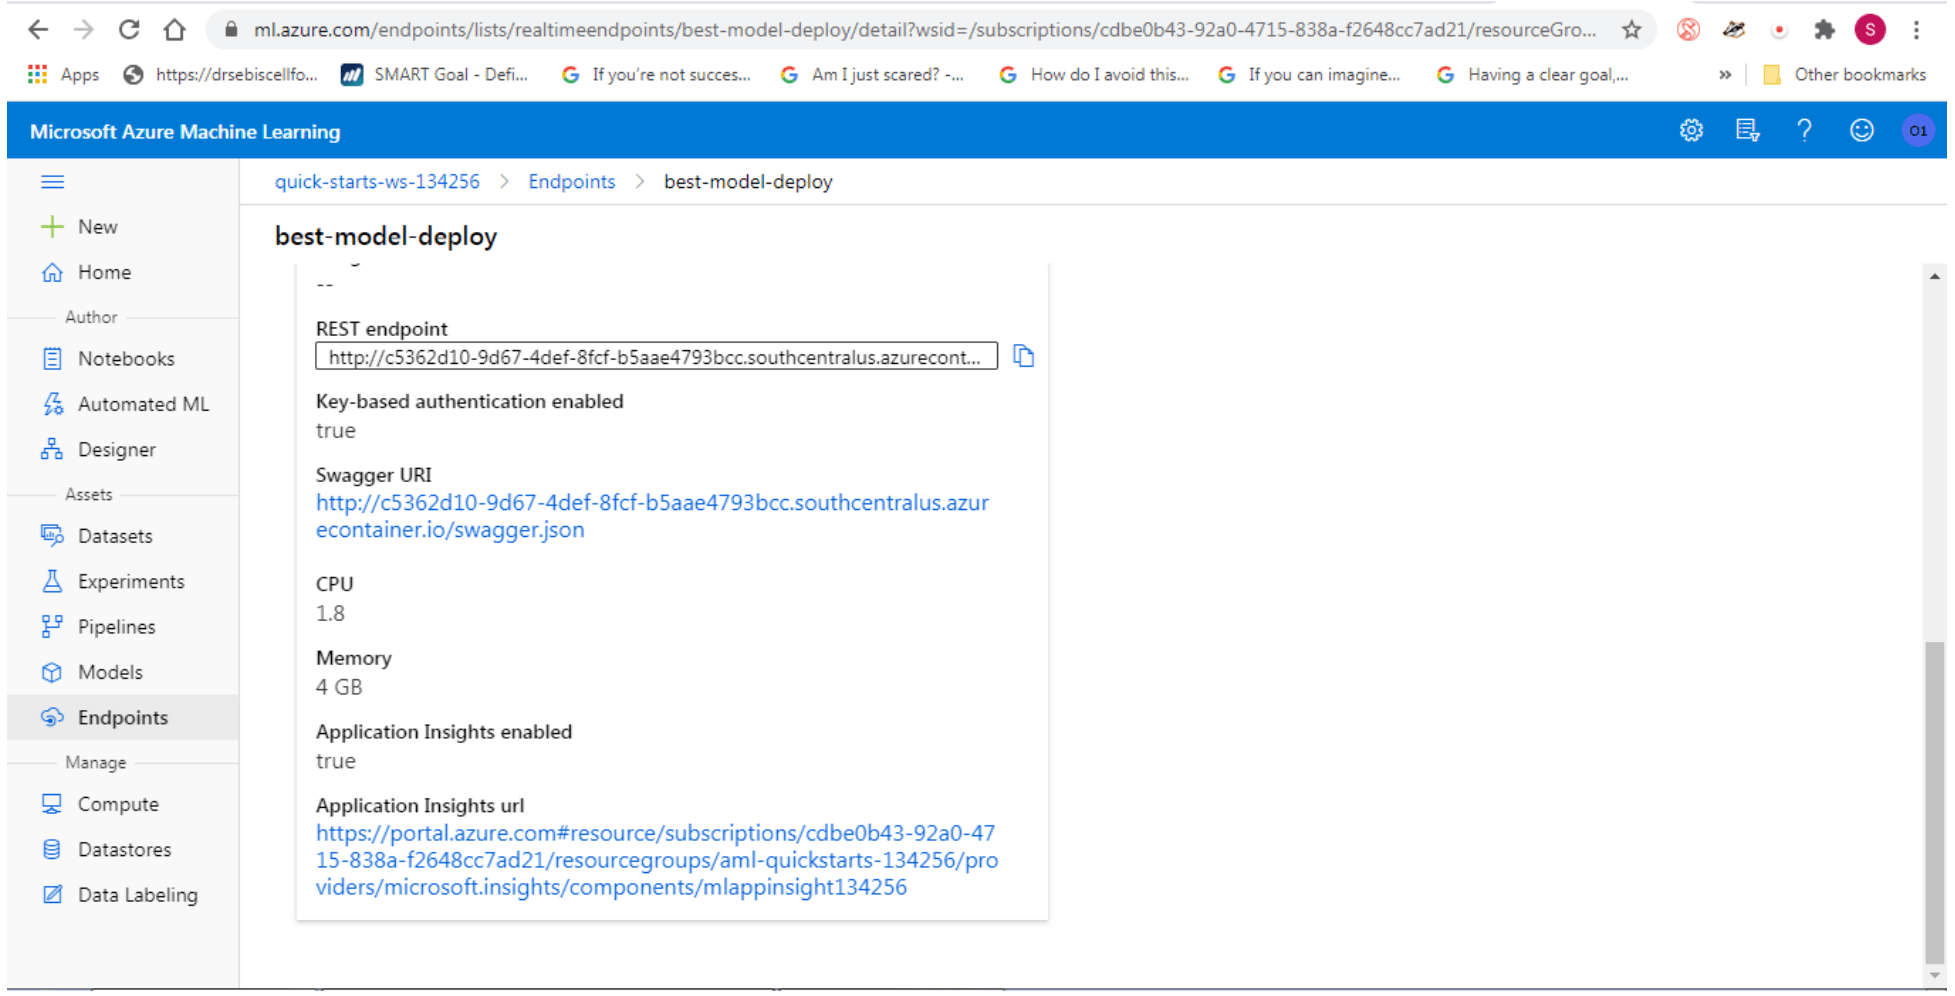 ml.azure.com/endpoints/lists/realtimeendpoints/best-model-deploy/detail?wsid=/subscriptions/cdbe0b43-92a0-4715-838a-f2648cc7ad21/resourceGro...
S
Apps
https://drsebiscellfo...
SMART Goal - Defi...
If you're not succes...
Am I just scared? -...
How do I avoid this...
If you can imagine...
Having a clear goal,...
»
Other bookmarks
Microsoft Azure Machine Learning
?
O1
quick-starts-ws-134256 > Endpoints > best-model-deploy
New
Home
Author
Notebooks
Automated ML
Designer
Assets
Datasets
Experiments
Pipelines
Models
Endpoints
Manage
Compute
Datastores
Data Labeling
best-model-deploy
--
REST endpoint
http://c5362d10-9d67-4def-8fcf-b5aae4793bcc.southcentralus.azurecont...
Key-based authentication enabled
true
Swagger URI
http://c5362d10-9d67-4def-8fcf-b5aae4793bcc.southcentralus.azur
econtainer.io/swagger.json
CPU
1.8
Memory
4 GB
Application Insights enabled
true
Application Insights url
https://portal.azure.com#resource/subscriptions/cdbe0b43-92a0-47
15-838a-f2648cc7ad21/resourcegroups/aml-quickstarts-134256/pro
viders/microsoft.insights/components/mlappinsight134256